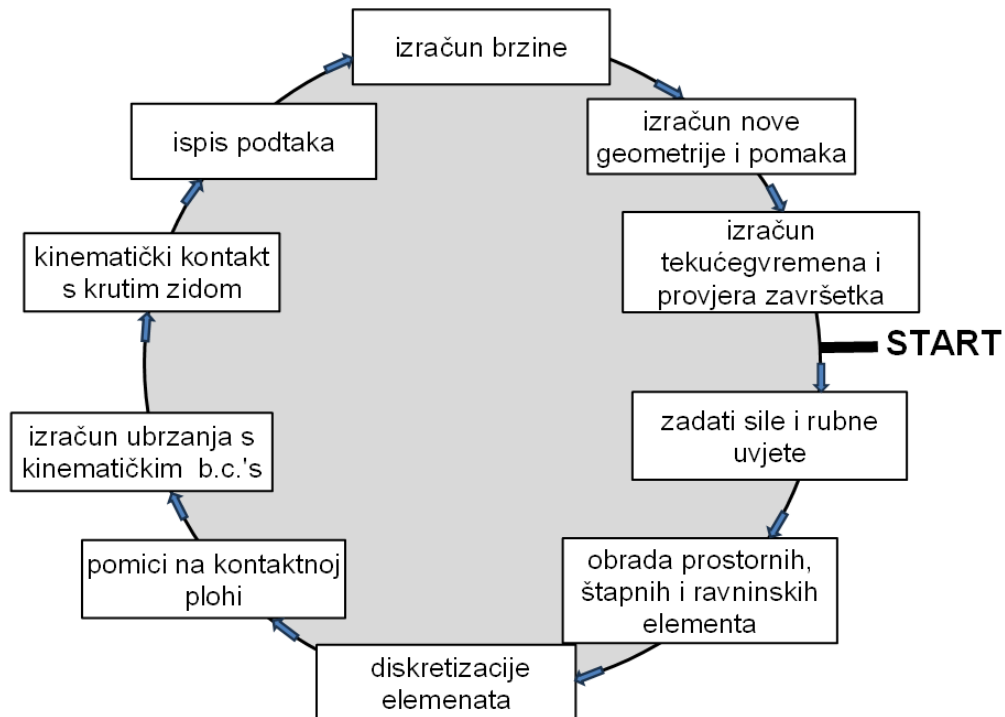 izračun brzine
izračun nove
geometrije i pomaka
izračun
tekućegvremena i
provjera završetka
START
zadati sile i rubne
uvjete
obrada prostornih,
štapnih i ravninskih
elementa
diskretizacije
elemenata
pomici na kontaktnoj
plohi
izračun ubrzanja s
kinematičkim b.c.'s
kinematički kontakt
s krutim zidom
ispis podtaka